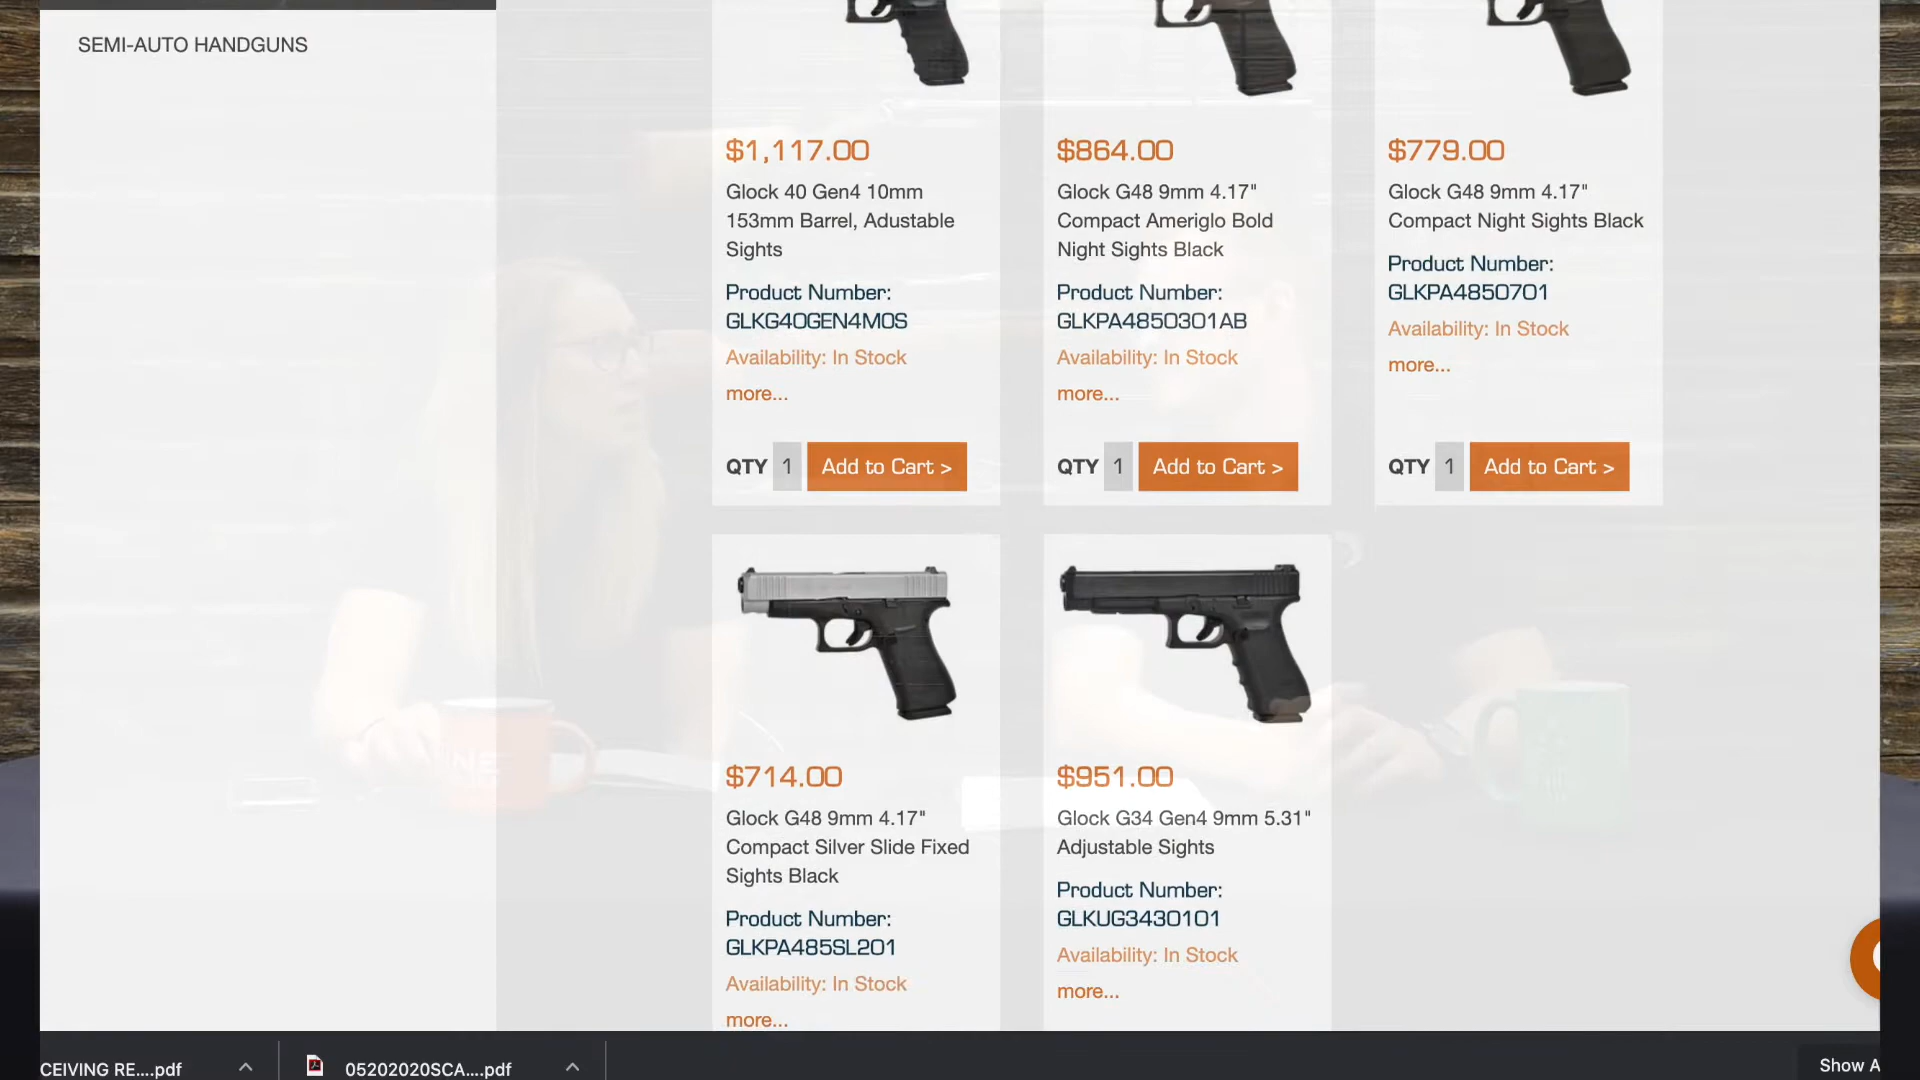 SEMI-AUTO HANDGUNS
$1,117.00
Glock 40 Gen4 10mm
153mm Barrel, Adustable
Sights
Product Number:
GLKG40GEN4MOS
Availability: In Stock
more...
QTY 1 Add to Cart >
$864.00
Glock G48 9mm 4.17"
Compact Ameriglo Bold
Night Sights Black
Product Number:
GLKPA4850301AB
Availability: In Stock
more...
QTY 1 Add to Cart >
$779.00
Glock G48 9mm 4.17"
Compact Night Sights Black
Product Number:
GLKPA4850701
Availability: In Stock
more...
QTY 1 Add to Cart >
$714.00
Glock G48 9mm 4.17"
Compact Silver Slide Fixed
Sights Black
Product Number:
GLKPA485SL201
Availability: In Stock
more...
$951.00
Glock G34 Gen4 9mm 5.31"
Adjustable Sights
Product Number:
GLKUG3430101
Availability: In Stock
more...
CEIVING RE....pdf
05202020SCA....pdf
Show A